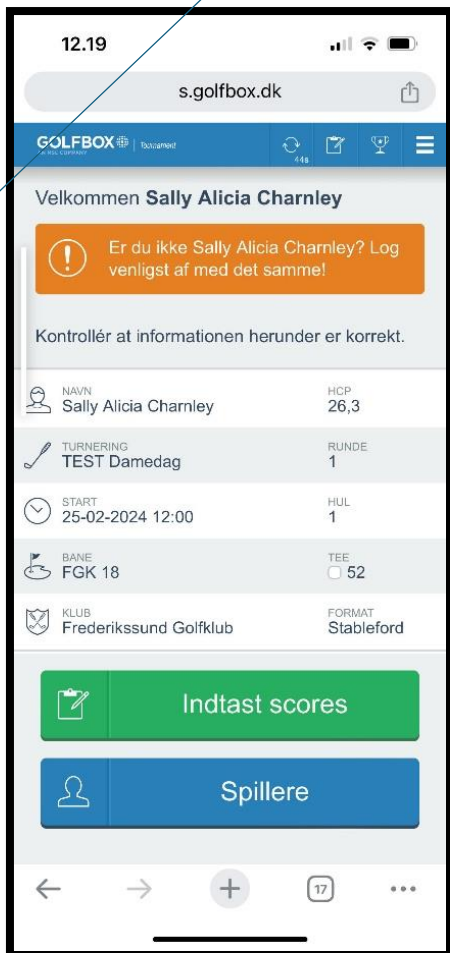 12.19
s.golfbox.dk
GOLFBOX | Tournament
44s
Velkommen Sally Alicia Charnley
Er du ikke Sally Alicia Charnley? Log
venligst af med det samme!
Kontrollér at informationen herunder er korrekt.
NAVN HCP
Sally Alicia Charnley 26,3
TURNERING RUNDE
TEST Damedag 1
START HUL
25-02-2024 12:00 1
BANE TEE
FGK 18 52
KLUB FORMAT
Frederikssund Golfklub Stableford
Indtast scores
Spillere
17